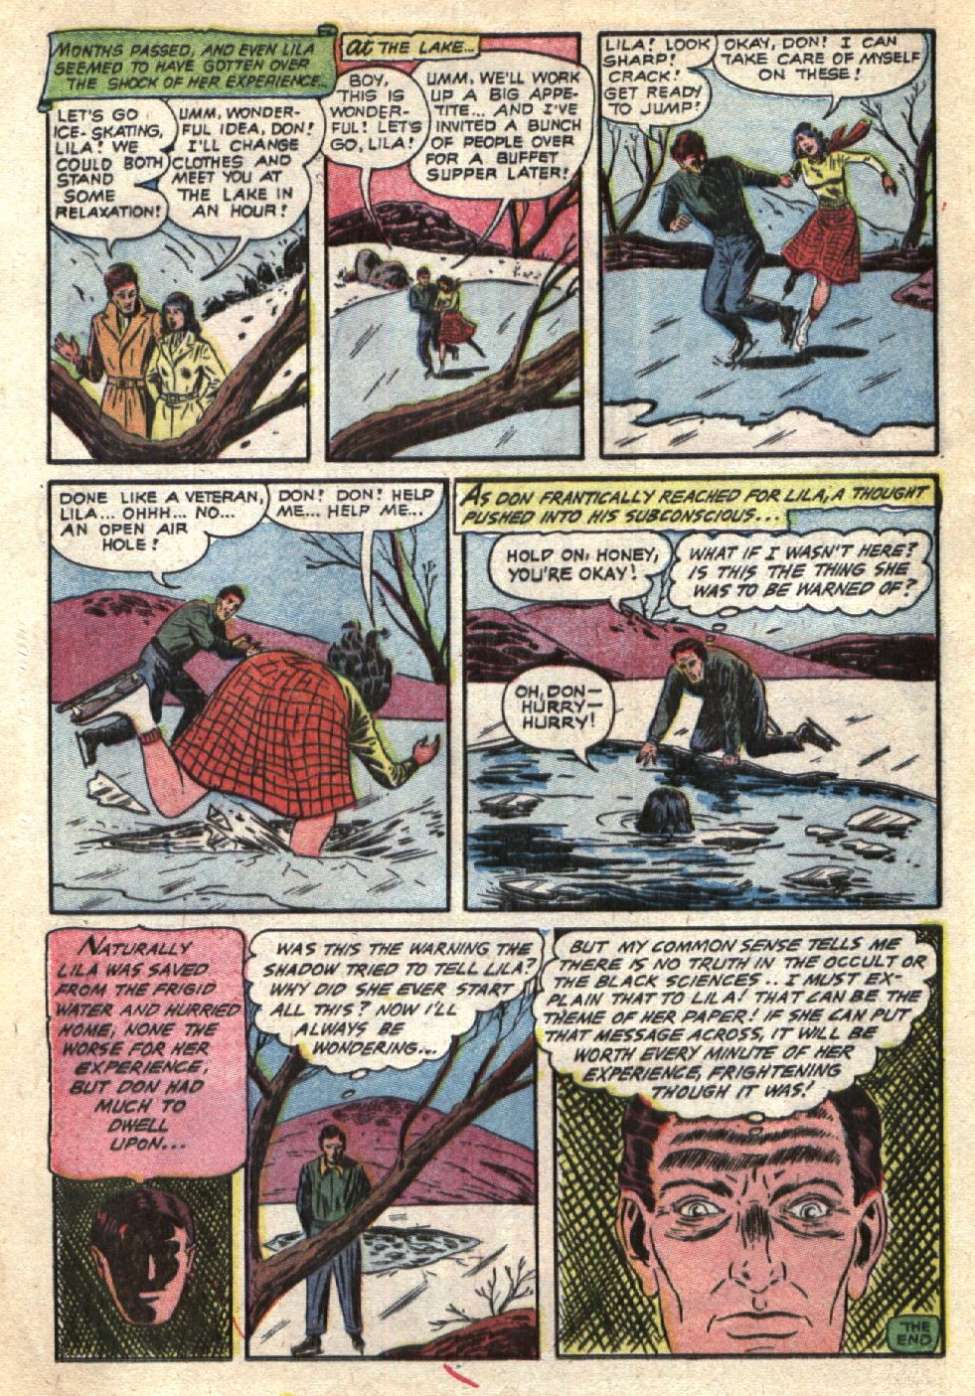 MONTHS PASSED, AND EVEN LILA
SEEMED TO HAVE GOTTEN OVER
THE SHOCK OF HER EXPERIENCE...
LET'S GO
ICE-SKATING,
LILA! WE
COULD BOTH
STAND
SOME
RELAXATION!
UMM, WONDER-
FUL IDEA, DON!
I'LL CHANGE
CLOTHES AND
MEET YOU AT
THE LAKE IN
AN HOUR!
AT THE LAKE...
BOY,
THIS IS
WONDER-
FUL! LET'S
GO, LILA!
UMM, WE'LL WORK
UP A BIG APPE-
TITE... AND I'VE
INVITED A BUNCH
OF PEOPLE OVER
FOR A BUFFET
SUPPER LATER!
LILA! LOOK
SHARP!
CRACK!
GET READY
TO JUMP!
OKAY, DON! I CAN
TAKE CARE OF MYSELF
ON THESE!
DONE LIKE A VETERAN,
LILA... OHHH... NO...
AN OPEN AIR
HOLE!
DON! DON! HELP
ME... HELP ME...
AS DON FRANTICALLY REACHED FOR LILA, A THOUGHT
PUSHED INTO HIS SUBCONSCIOUS...
HOLD ON, HONEY,
YOU'RE OKAY!
WHAT IF I WASN'T HERE?
IS THIS THE THING SHE
WAS TO BE WARNED OF?
OH, DON—
HURRY—
HURRY!
NATURALLY
LILA WAS SAVED
FROM THE FRIGID
WATER AND HURRIED
HOME, NONE THE
WORSE FOR HER
EXPERIENCE,
BUT DON HAD
MUCH TO
DWELL
UPON...
WAS THIS THE WARNING THE
SHADOW TRIED TO TELL LILA?
WHY DID SHE EVER START
ALL THIS? NOW I'LL
ALWAYS BE
WONDERING...
BUT MY COMMON SENSE TELLS ME
THERE IS NO TRUTH IN THE OCCULT OR
THE BLACK SCIENCES.. I MUST EX-
PLAIN THAT TO LILA! THAT CAN BE THE
THEME OF HER PAPER! IF SHE CAN PUT
THAT MESSAGE ACROSS, IT WILL BE
WORTH EVERY MINUTE OF HER
EXPERIENCE, FRIGHTENING
THOUGH IT WAS!
THE
END